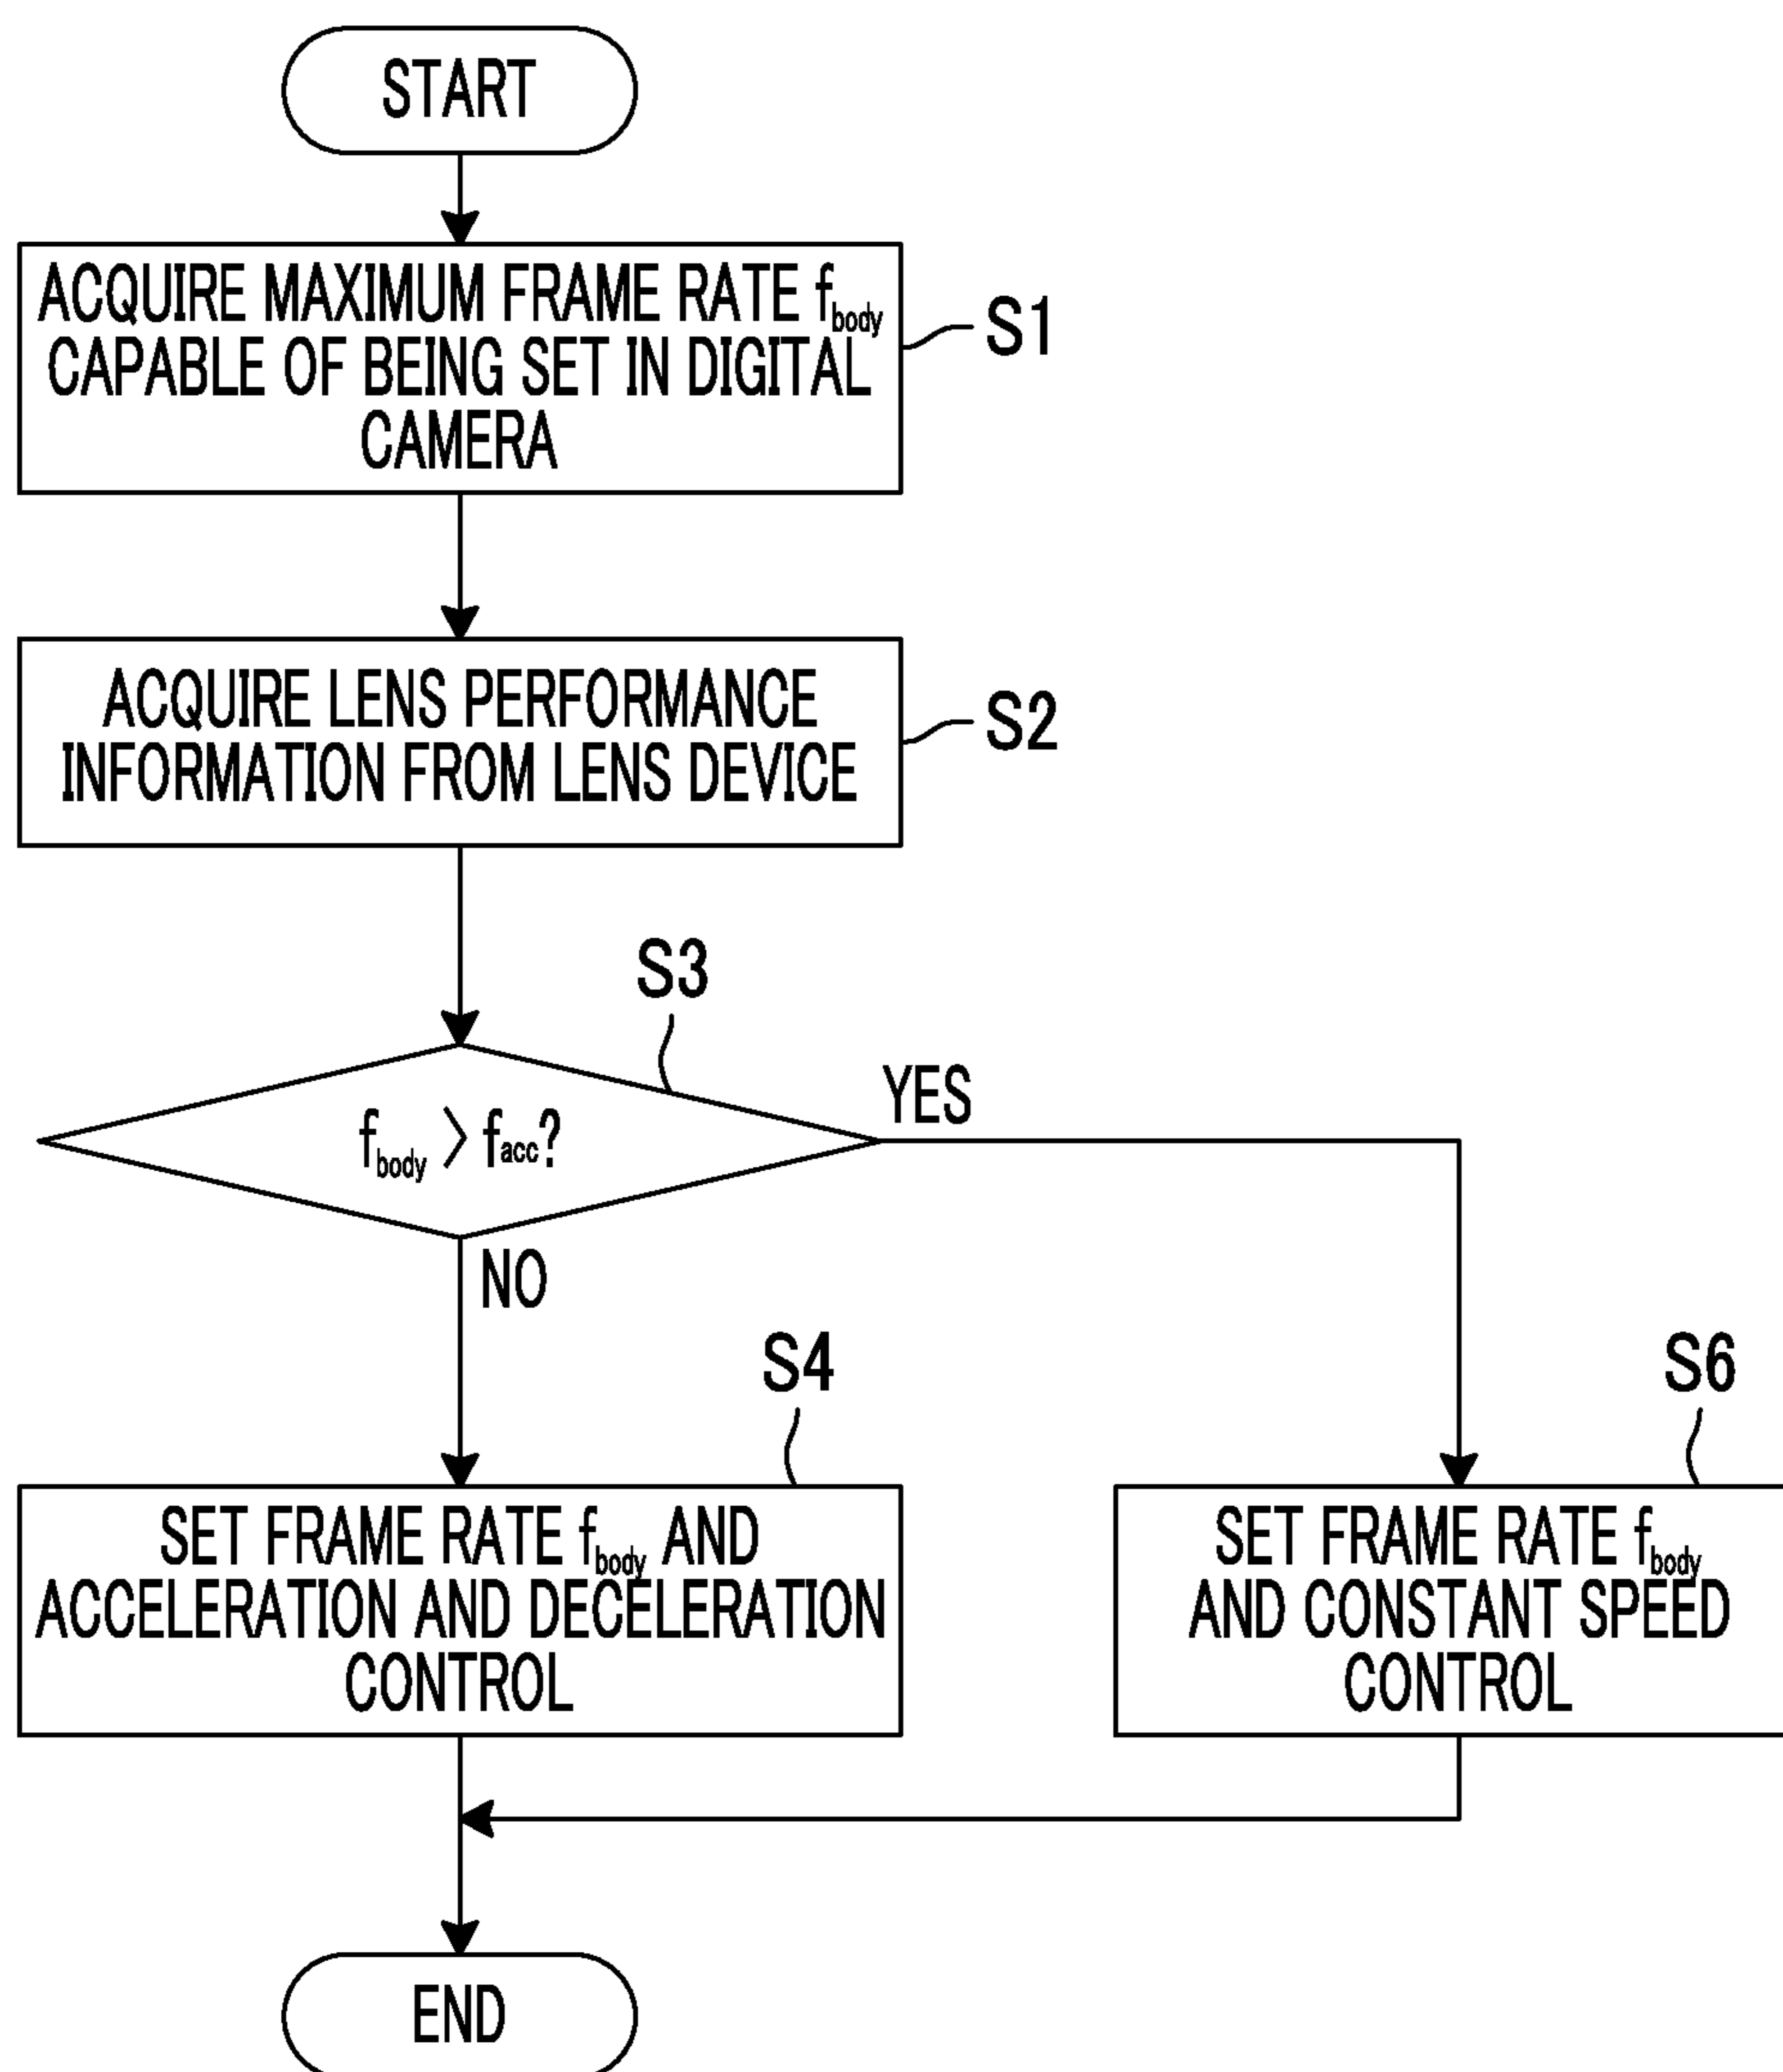 START
ACQUIRE MAXIMUM FRAME RATE fbody
CAPABLE OF BEING SET IN DIGITAL
CAMERA
S1
ACQUIRE LENS PERFORMANCE
INFORMATION FROM LENS DEVICE
S2
S3
fbody > facc?
YES
NO
S4
SET FRAME RATE fbody AND
ACCELERATION AND DECELERATION
CONTROL
S6
SET FRAME RATE fbody
AND CONSTANT SPEED
CONTROL
END